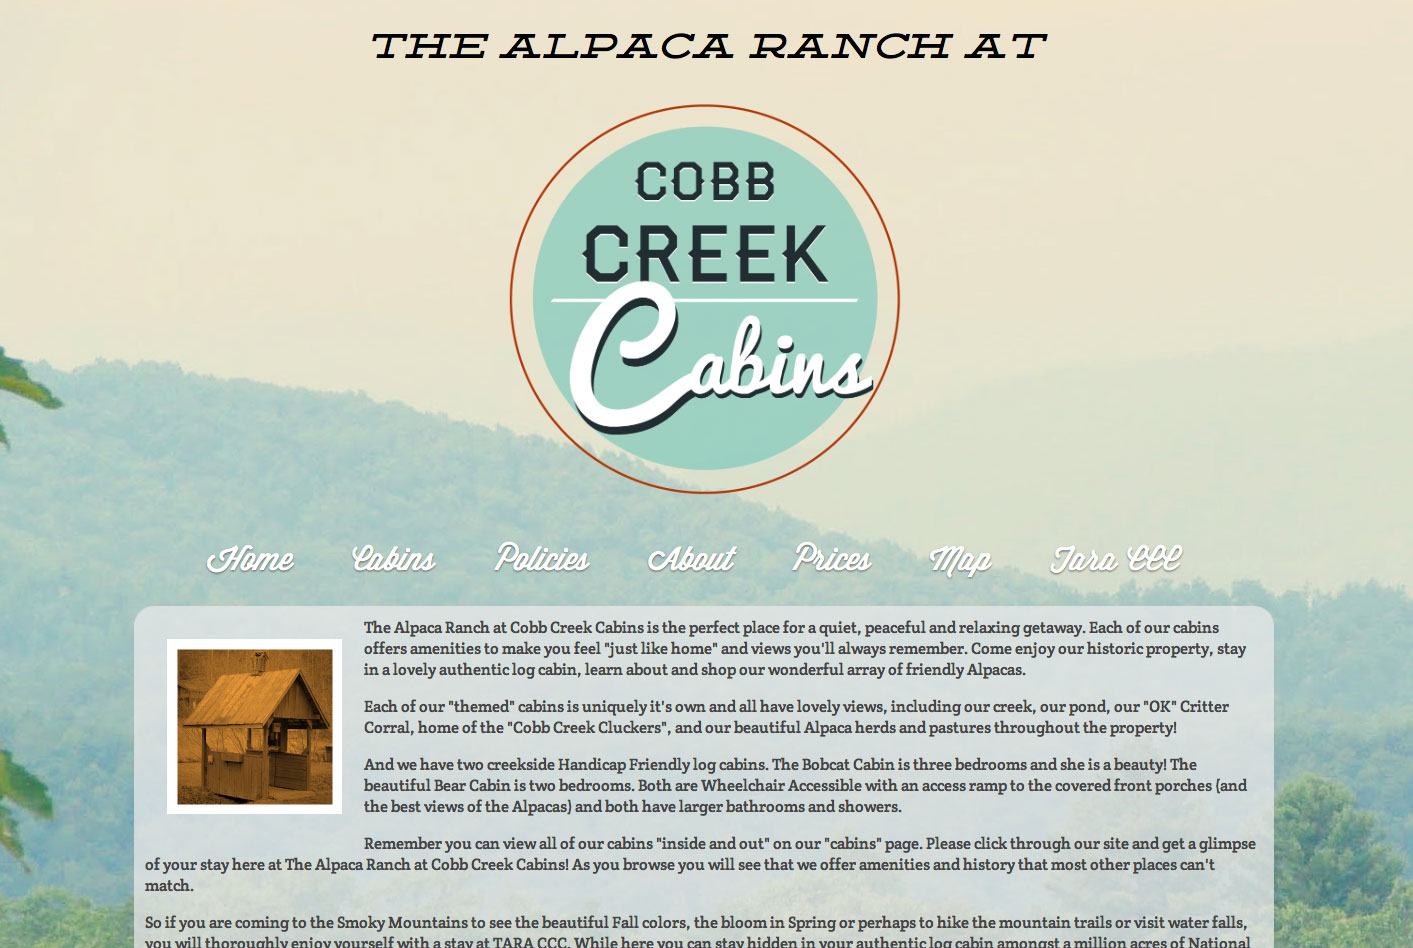 THE ALPACA RANCH AT
COBB
CREEK
Cabins
Home Cabins Policies About Prices Map Tara CCC
The Alpaca Ranch at Cobb Creek Cabins is the perfect place for a quiet, peaceful and relaxing getaway. Each of our cabins
offers amenities to make you feel "just like home" and views you'll always remember. Come enjoy our historic property, stay
in a lovely authentic log cabin, learn about and shop our wonderful array of friendly Alpacas.
Each of our "themed" cabins is uniquely it's own and all have lovely views, including our creek, our pond, our "OK" Critter
Corral, home of the "Cobb Creek Cluckers", and our beautiful Alpaca herds and pastures throughout the property!
And we have two creekside Handicap Friendly log cabins. The Bobcat Cabin is three bedrooms and she is a beauty! The
beautiful Bear Cabin is two bedrooms. Both are Wheelchair Accessible with an access ramp to the covered front porches (and
the best views of the Alpacas) and both have larger bathrooms and showers.
Remember you can view all of our cabins "inside and out" on our "cabins" page. Please click through our site and get a glimpse
of your stay here at The Alpaca Ranch at Cobb Creek Cabins! As you browse you will see that we offer amenities and history that most other places can't
match.
So if you are coming to the Smoky Mountains to see the beautiful Fall colors, the bloom in Spring or perhaps to hike the mountain trails or visit water falls,
you will thoroughly enjoy yourself with a stay at TARA CCC. While here you can stay hidden in your authentic log cabin amongst a million acres of National